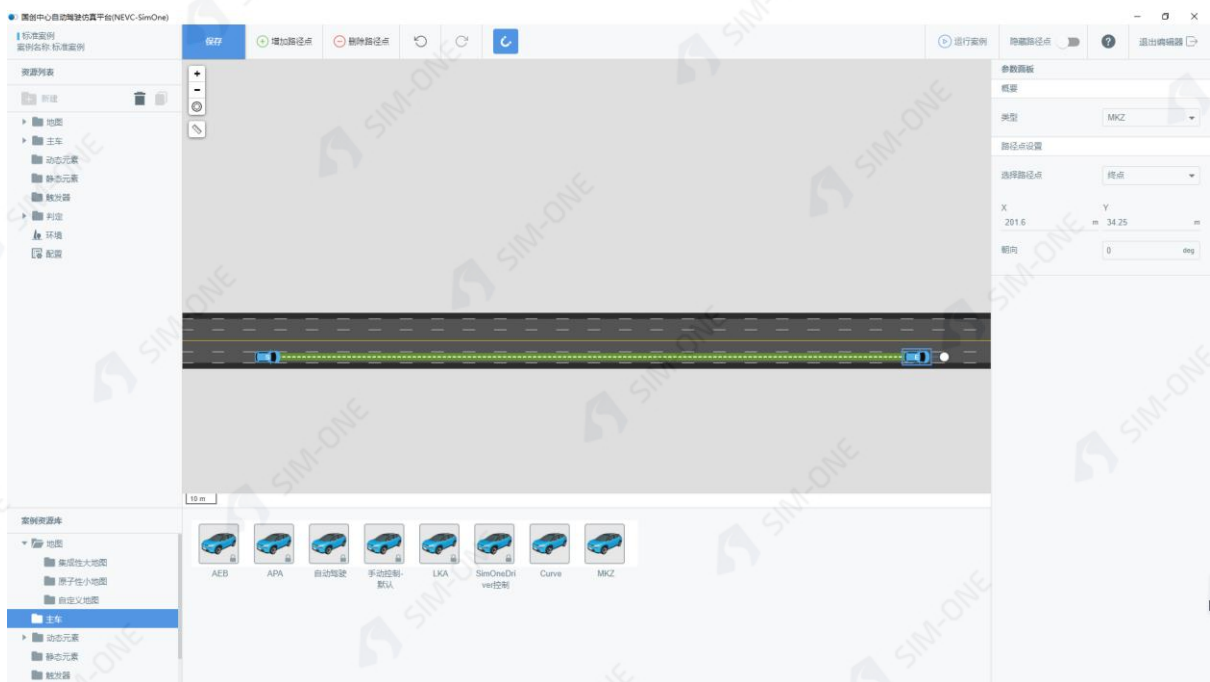 国创中心自动驾驶仿真平台(NEVC-SimOne)
标准案例
案例名称 标准案例
保存
增加路径点
删除路径点
运行案例
隐藏路径点
退出编辑器
资源列表
新建
地图
主车
动态元素
静态元素
触发器
判定
环境
配置
参数面板
概要
类型
MKZ
路径点设置
选择路径点
终点
X
Y
201.6 m
34.25 m
朝向
0 deg
10 m
案例资源库
地图
集成性大地图
原子性小地图
自定义地图
主车
动态元素
静态元素
触发器
AEB
APA
自动驾驶
手动控制-
默认
LKA
SimOneDri
ver控制
Curve
MKZ
SIM-ONE